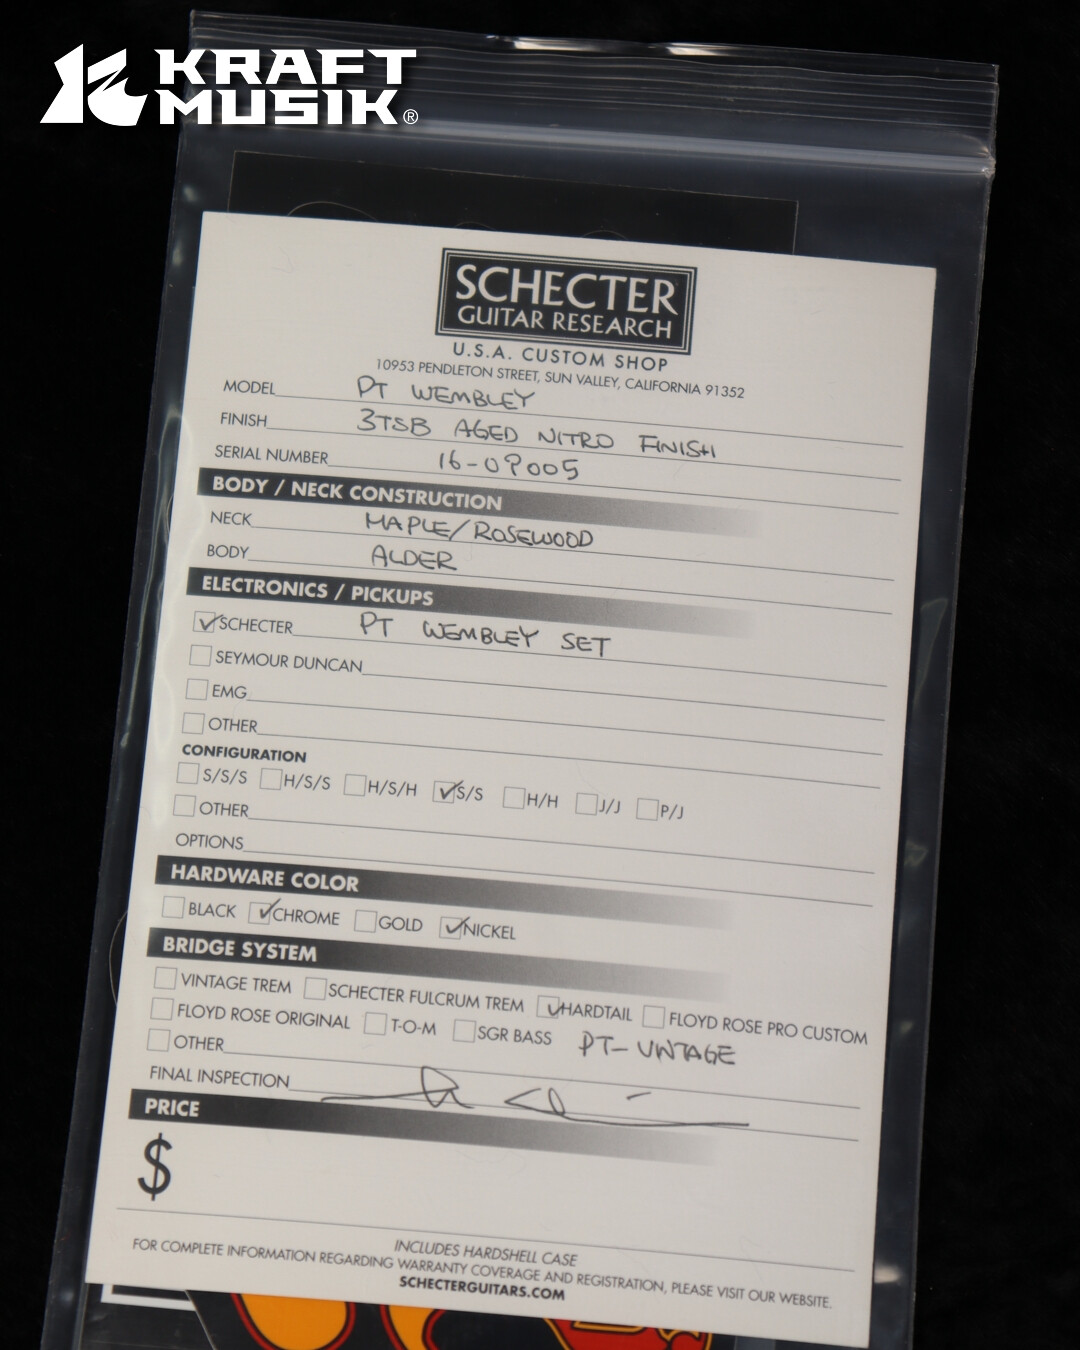 KRAFT
MUSIK®
SCHECTER
GUITAR RESEARCH
U.S.A. CUSTOM SHOP
10953 PENDLETON STREET, SUN VALLEY, CALIFORNIA 91352
MODEL PT WEMBLEY
FINISH 3TSB AGED NITRO FINISH
SERIAL NUMBER 16-09005
BODY / NECK CONSTRUCTION
NECK MAPLE/ROSEWOOD
BODY ALDER
ELECTRONICS / PICKUPS
SCHECTER PT WEMBLEY SET
SEYMOUR DUNCAN
EMG
OTHER
CONFIGURATION
S/S/S H/S/S H/S/H S/S H/H J/J P/J
OTHER
OPTIONS
HARDWARE COLOR
BLACK CHROME GOLD NICKEL
BRIDGE SYSTEM
VINTAGE TREM SCHECTER FULCRUM TREM HARDTAIL FLOYD ROSE PRO CUSTOM
FLOYD ROSE ORIGINAL T-O-M SGR BASS PT-VINTAGE
OTHER
FINAL INSPECTION
PRICE
$
INCLUDES HARDSHELL CASE
FOR COMPLETE INFORMATION REGARDING WARRANTY COVERAGE AND REGISTRATION, PLEASE VISIT OUR WEBSITE.
SCHECTERGUITARS.COM